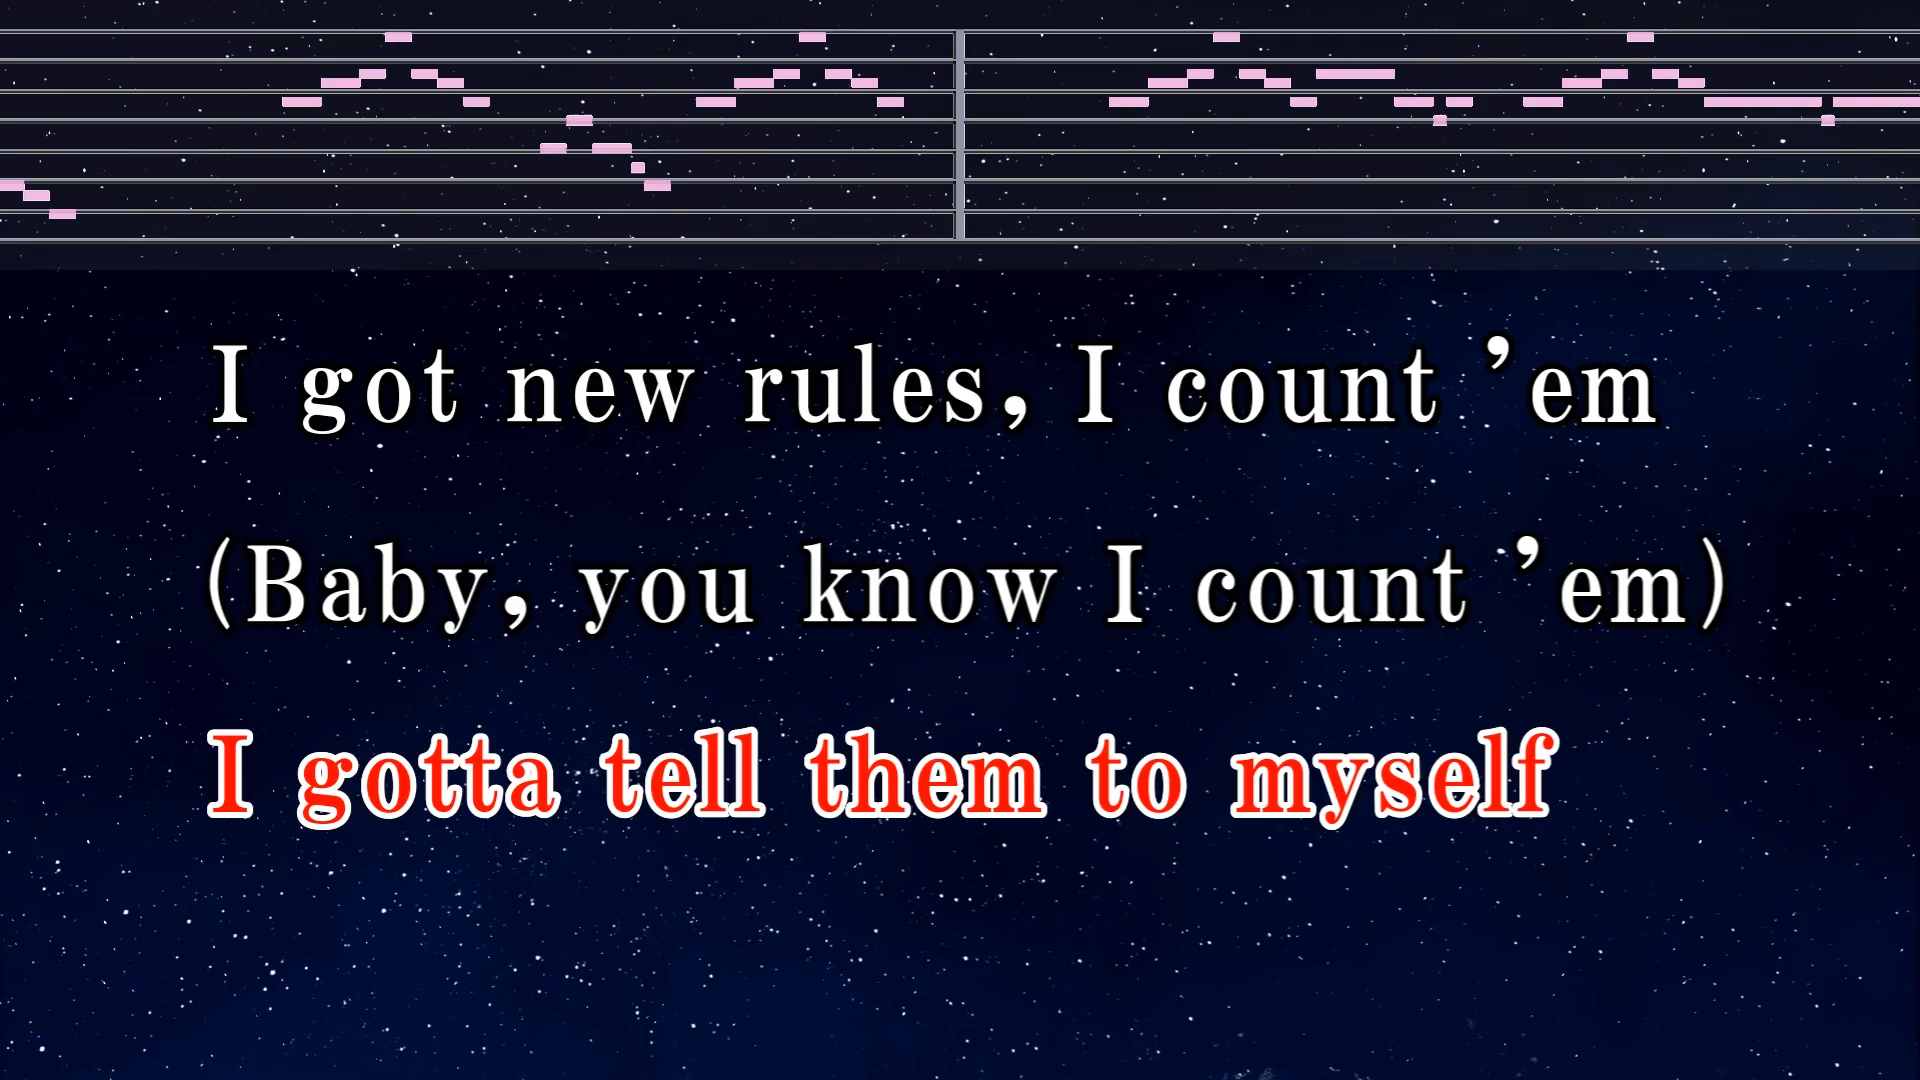 I got new rules, I count ’em
(Baby, you know I count ’em)
I gotta tell them to myself